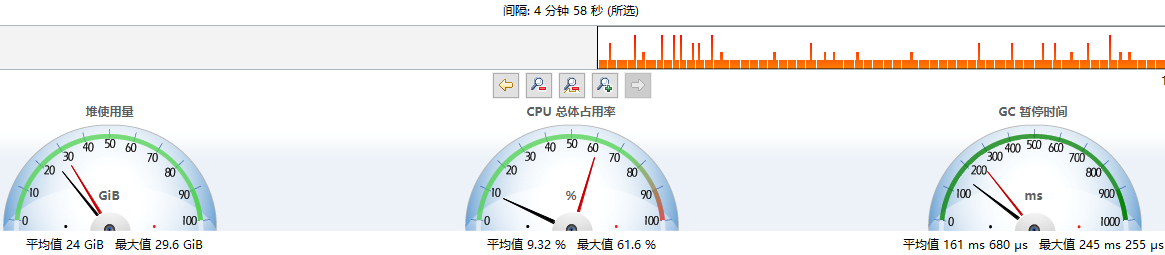 间隔: 4 分钟 58 秒 (所选)
堆使用量
0 10 20 30 40 50 60 70 80 90 100
GiB
平均值 24 GiB 最大值 29.6 GiB
CPU 总体占用率
0 10 20 30 40 50 60 70 80 90 100
%
平均值 9.32 % 最大值 61.6 %
GC 暂停时间
0 100 200 300 400 500 600 700 800 900 1000
ms
平均值 161 ms 680 µs 最大值 245 ms 255 µs